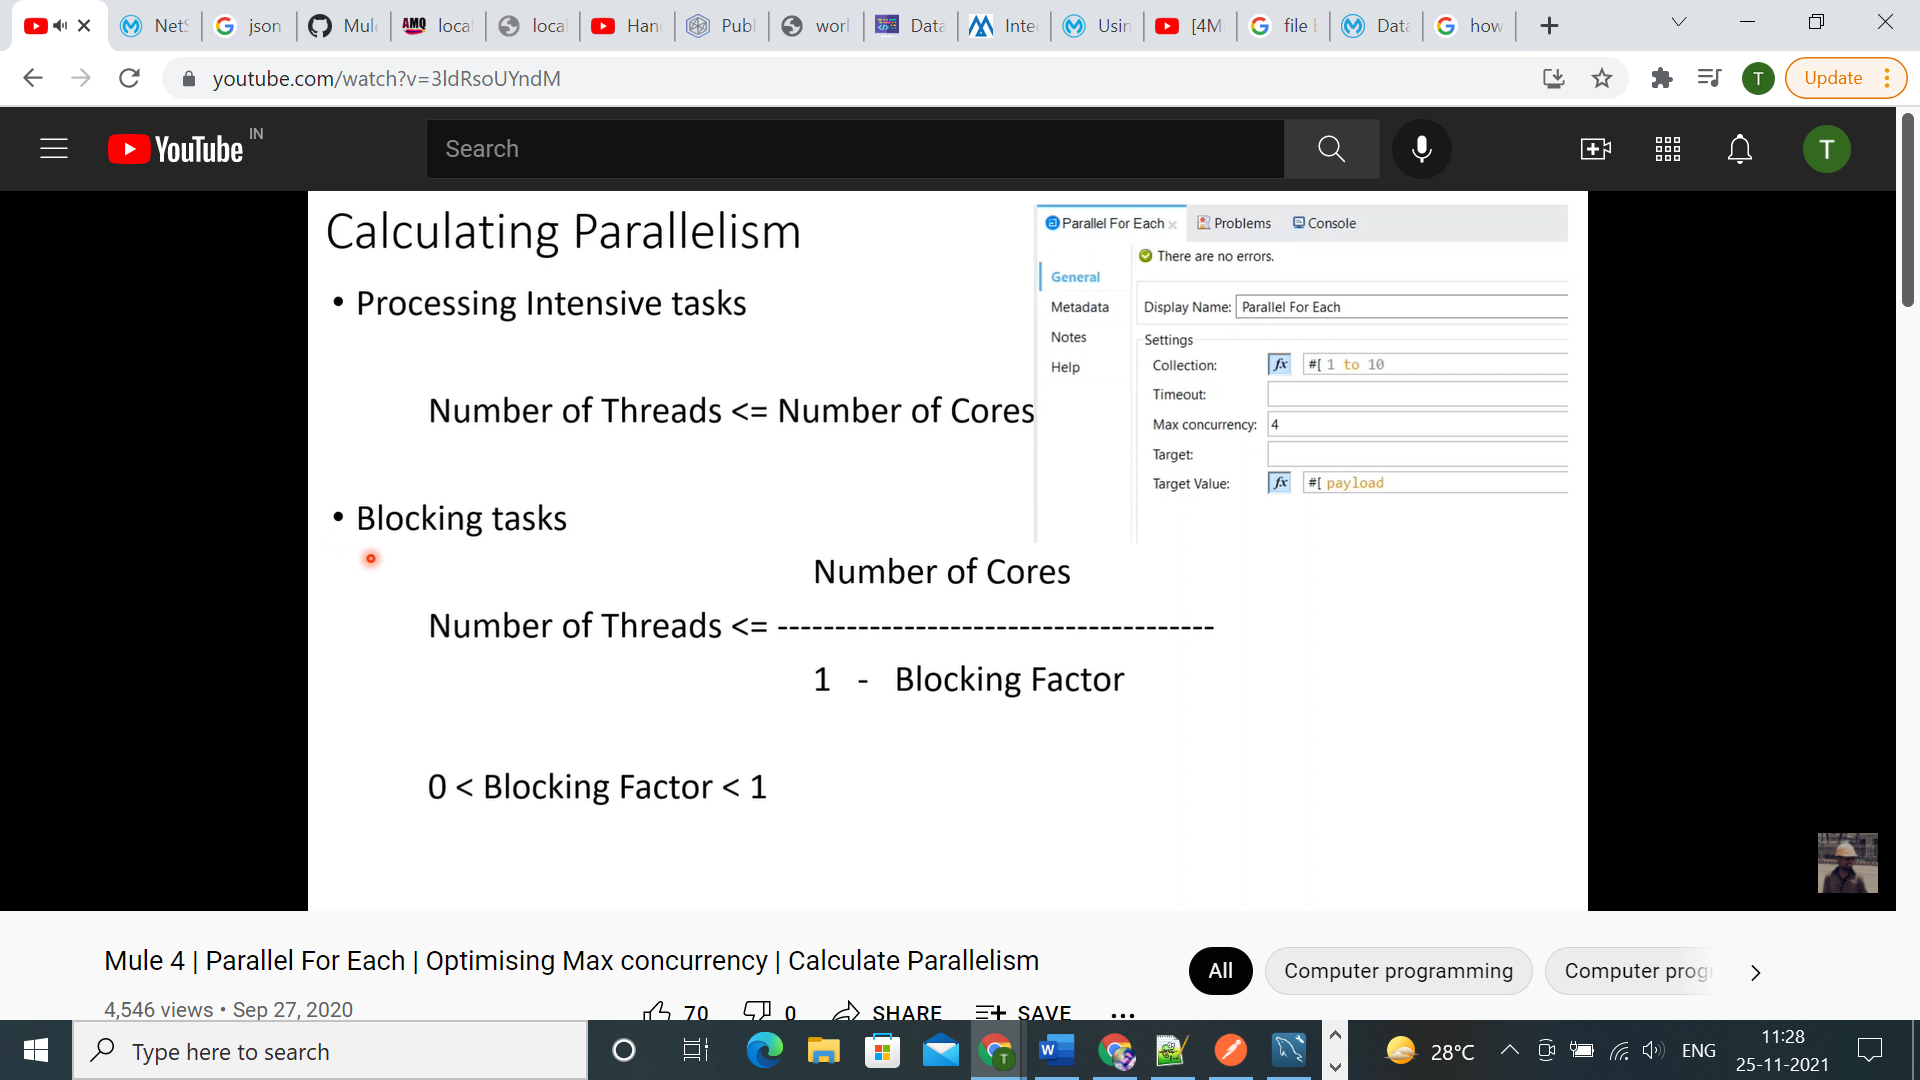 NetS
json
Mule
AMQ
local
local
Han
Publ
worl
Data
Inte
Usin
[4Mi
file l
Data
how
youtube.com/watch?v=3ldRsoUYndM
T
Update
YouTube IN
Search
T
Calculating Parallelism
• Processing Intensive tasks
Number of Threads <= Number of Cores
• Blocking tasks
Number of Cores
Number of Threads <= --------------------------------------
1 - Blocking Factor
0 < Blocking Factor < 1
Parallel For Each
Problems
Console
There are no errors.
General
Metadata
Notes
Help
Display Name: Parallel For Each
Settings
Collection: fx #[ 1 to 10
Timeout:
Max concurrency: 4
Target:
Target Value: fx #[ payload
Mule 4 | Parallel For Each | Optimising Max concurrency | Calculate Parallelism
4,546 views • Sep 27, 2020
70
0
SHARE
SAVE
All
Computer programming
Computer progr
Type here to search
28°C
ENG
11:28
25-11-2021